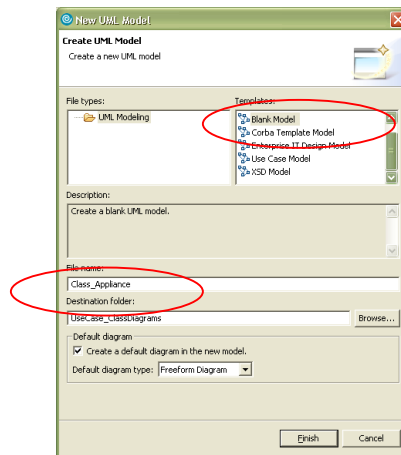 New UML Model
Create UML Model
Create a new UML model
File types:
Templates:
UML Modeling
Blank Model
Corba Template Model
Enterprise IT Design Model
Use Case Model
XSD Model
Description:
Create a blank UML model.
File name:
Class_Appliance
Destination folder:
UseCase_ClassDiagrams
Browse...
Default diagram
Create a default diagram in the new model.
Default diagram type: Freeform Diagram
Finish Cancel